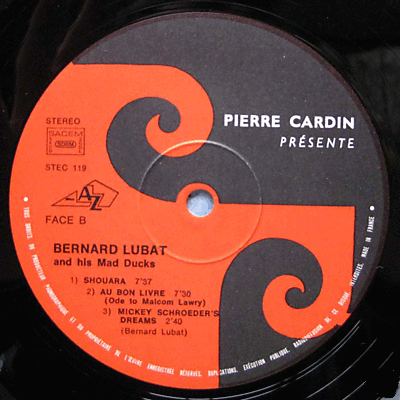 PIERRE CARDIN
PRÉSENTE
STEREO
SACEM
SDRM
STEC 119
AZ
FACE B
BERNARD LUBAT
and his Mad Ducks
1) SHOUARA 7'37
2) AU BON LIVRE 7'30
(Ode to Malcom Lawry)
3) MICKEY SCHROEDER'S
DREAMS 2'40
(Bernard Lubat)
TOUS DROITS DU PRODUCTEUR PHONOGRAPHIQUE ET DU PROPRIÉTAIRE DE L'ŒUVRE ENREGISTRÉE RÉSERVÉS, DUPLICATION, EXÉCUTION PUBLIQUE, RADIODIFFUSION DE CE DISQUE INTERDITES. MADE IN FRANCE